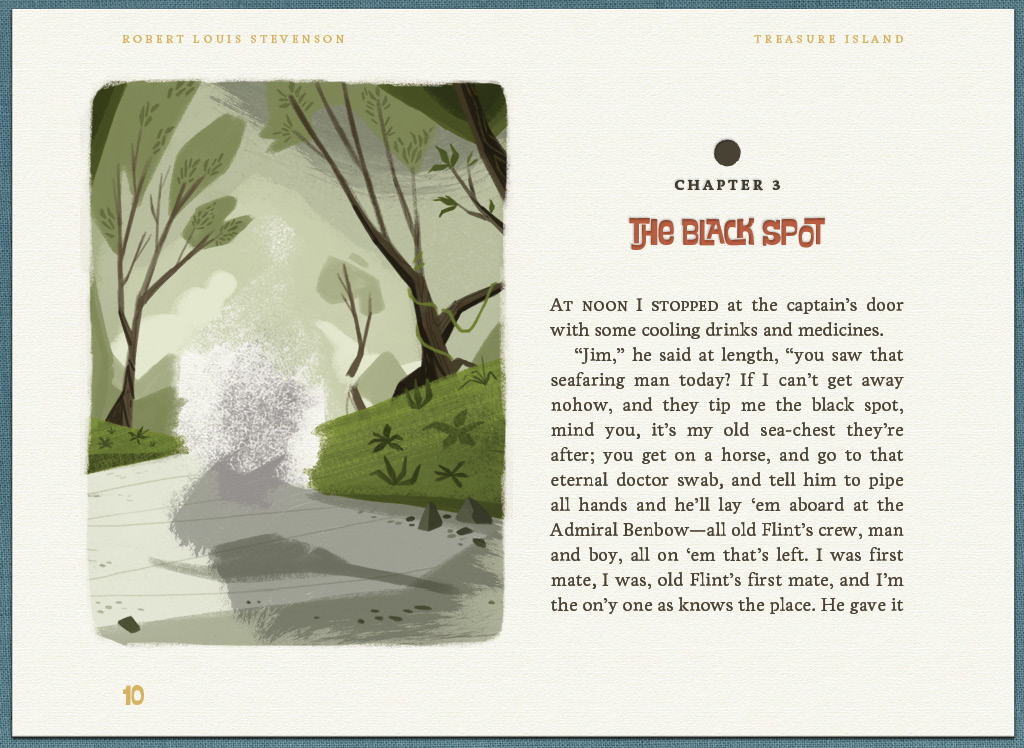 ROBERT LOUIS STEVENSON
TREASURE ISLAND
CHAPTER 3
THE BLACK SPOT
AT NOON I STOPPED at the captain’s door
with some cooling drinks and medicines.
“Jim,” he said at length, “you saw that
seafaring man today? If I can’t get away
nohow, and they tip me the black spot,
mind you, it’s my old sea-chest they’re
after; you get on a horse, and go to that
eternal doctor swab, and tell him to pipe
all hands and he’ll lay ‘em aboard at the
Admiral Benbow—all old Flint’s crew, man
and boy, all on ‘em that’s left. I was first
mate, I was, old Flint’s first mate, and I’m
the on’y one as knows the place. He gave it
10